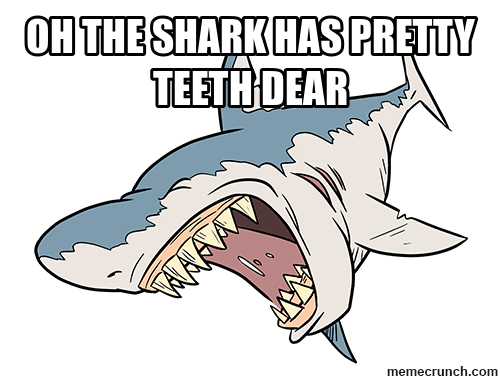 OH THE SHARK HAS PRETTY
TEETH DEAR
memecrunch.com